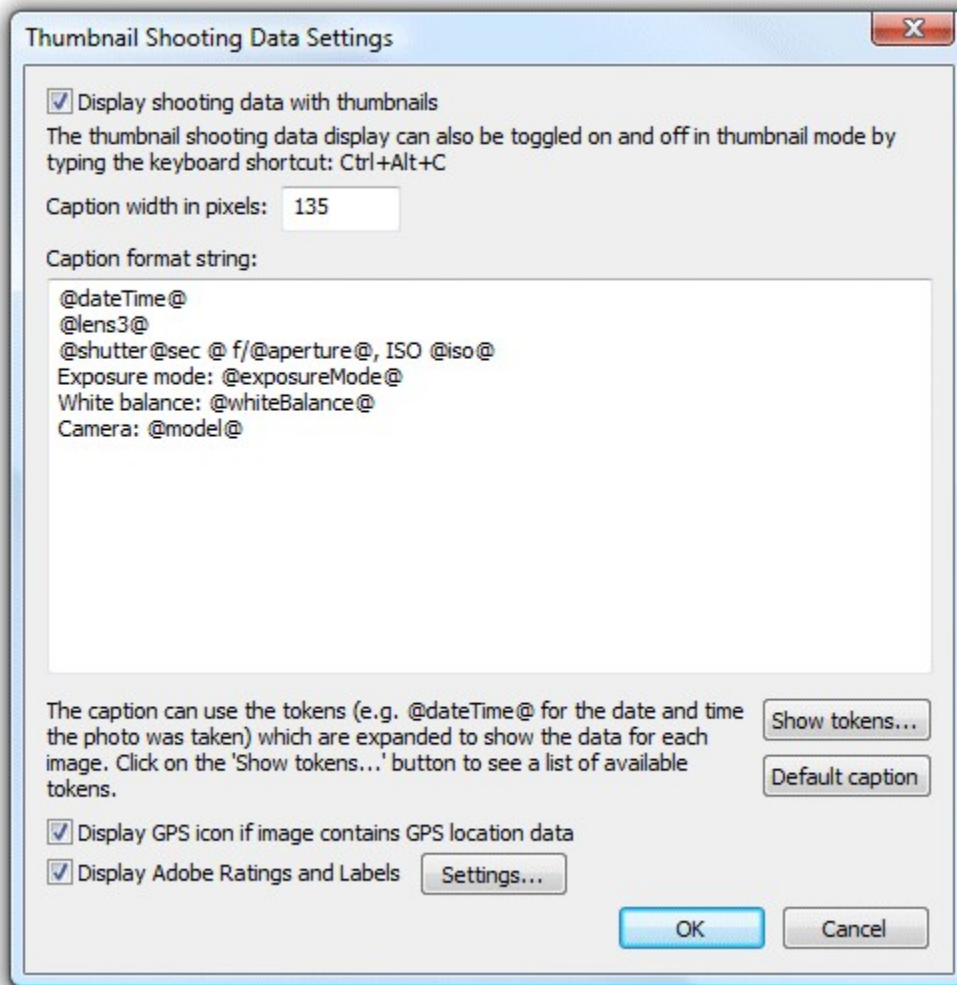 Thumbnail Shooting Data Settings
Display shooting data with thumbnails
The thumbnail shooting data display can also be toggled on and off in thumbnail mode by
typing the keyboard shortcut: Ctrl+Alt+C
Caption width in pixels: 135
Caption format string:
@dateTime@
@lens3@
@shutter@sec @ f/@aperture@, ISO @iso@
Exposure mode: @exposureMode@
White balance: @whiteBalance@
Camera: @model@
The caption can use the tokens (e.g. @dateTime@ for the date and time
the photo was taken) which are expanded to show the data for each
image. Click on the 'Show tokens...' button to see a list of available
tokens.
Show tokens...
Default caption
Display GPS icon if image contains GPS location data
Display Adobe Ratings and Labels Settings...
OK Cancel